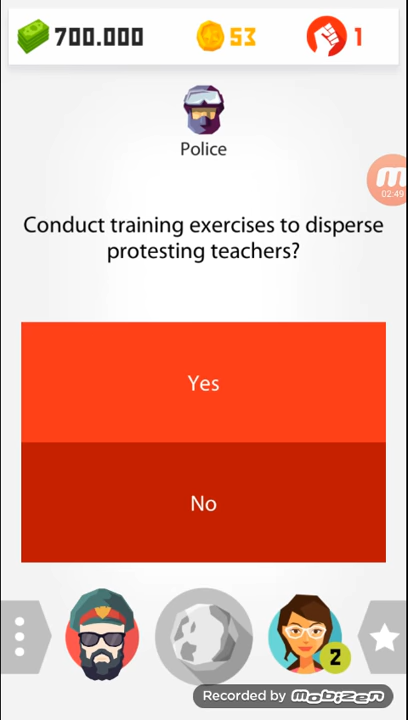 700.000 53 1
Police
02:49
Conduct training exercises to disperse
protesting teachers?
Yes
No
2
Recorded by mobizen